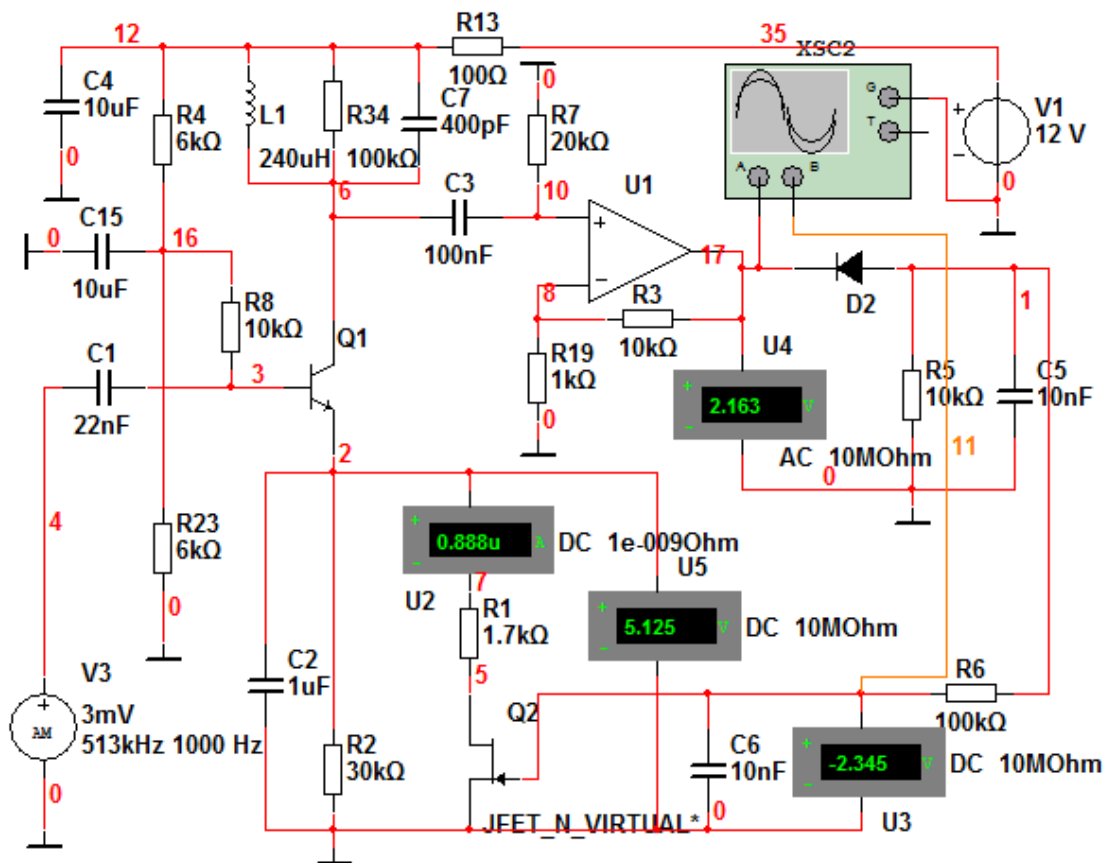 12
R13
100Ω
35
XSC2
G
T
A
B
V1
12 V
0
C4
10uF
0
R4
6kΩ
L1
240uH
R34
100kΩ
C7
400pF
0
R7
20kΩ
6
C3
100nF
10
U1
+
−
17
8
R3
10kΩ
D2
1
0
C15
10uF
16
R8
10kΩ
Q1
C1
22nF
3
R19
1kΩ
0
U4
+
−
2.163 V
AC 10MOhm
0
R5
10kΩ
C5
10nF
11
2
4
R23
6kΩ
0
+
−
0.888u A
DC 1e-009Ohm
U2
7
R1
1.7kΩ
5
U5
+
−
5.125 V
DC 10MOhm
V3
3mV
513kHz 1000 Hz
AM
+
0
C2
1uF
R2
30kΩ
Q2
JFET_N_VIRTUAL*
C6
10nF
0
R6
100kΩ
+
−
-2.345 V
DC 10MOhm
U3